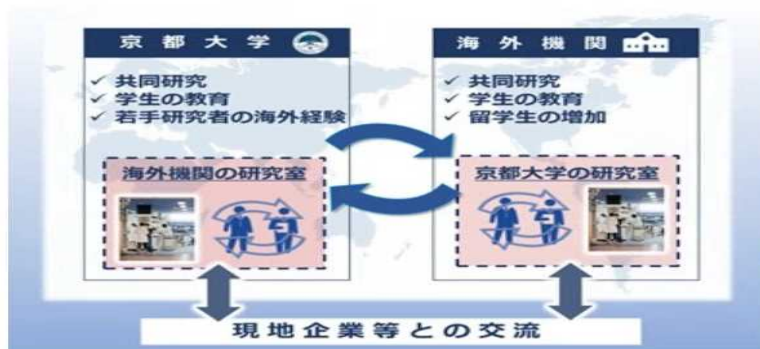 京都大学
✓ 共同研究
✓ 学生の教育
✓ 若手研究者の海外経験
海外機関の研究室
海外機関
✓ 共同研究
✓ 学生の教育
✓ 留学生の増加
京都大学の研究室
現地企業等との交流